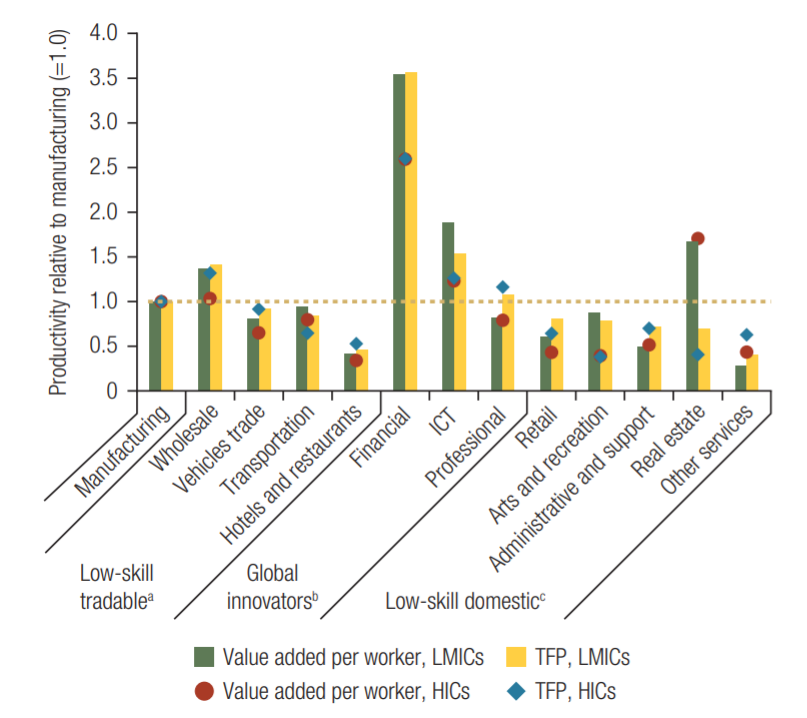 Productivity relative to manufacturing (=1.0)
4.0
3.5
3.0
2.5
2.0
1.5
1.0
0.5
0
Manufacturing
Wholesale
Vehicles trade
Transportation
Hotels and restaurants
Financial
ICT
Professional
Retail
Arts and recreation
Administrative and support
Real estate
Other services
Low-skill
tradableᵃ
Global
innovatorsᵇ
Low-skill domesticᶜ
Value added per worker, LMICs
TFP, LMICs
Value added per worker, HICs
TFP, HICs